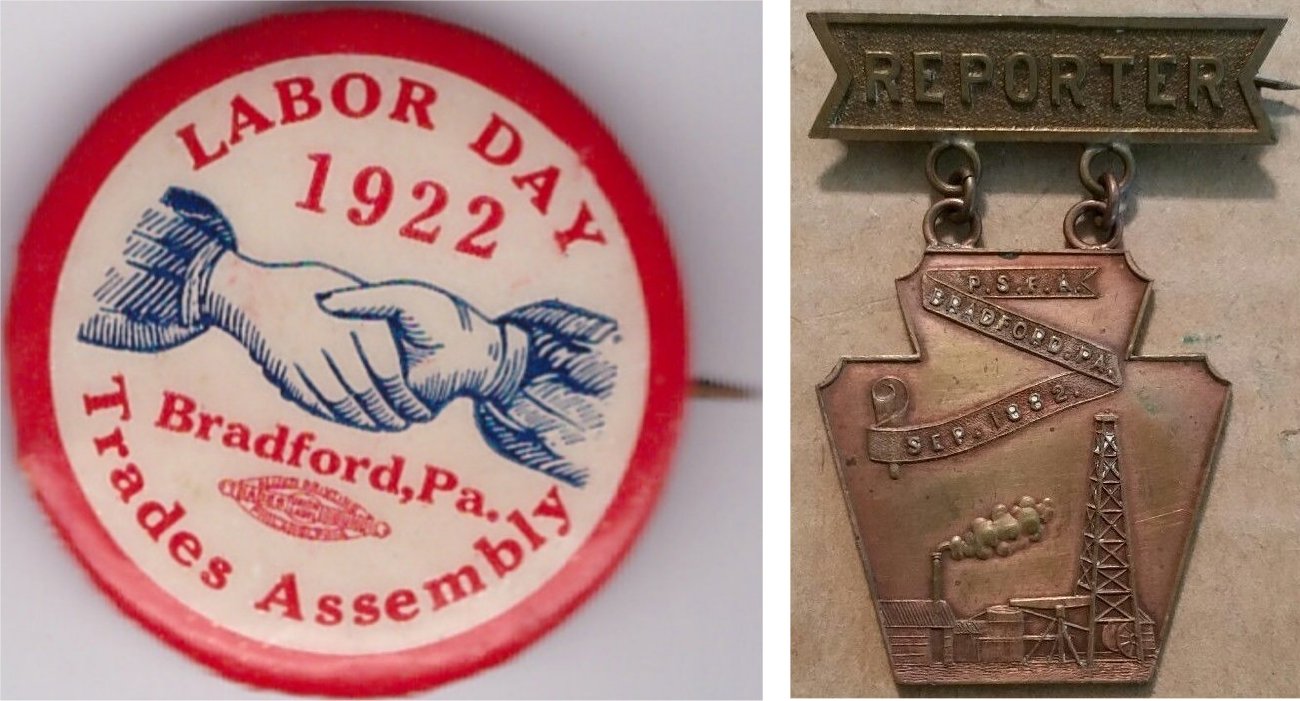 LABOR DAY
1922
Bradford, Pa.
Trades Assembly
REPORTER
P.S.F.A.
BRADFORD, PA.
SEP. 1882.